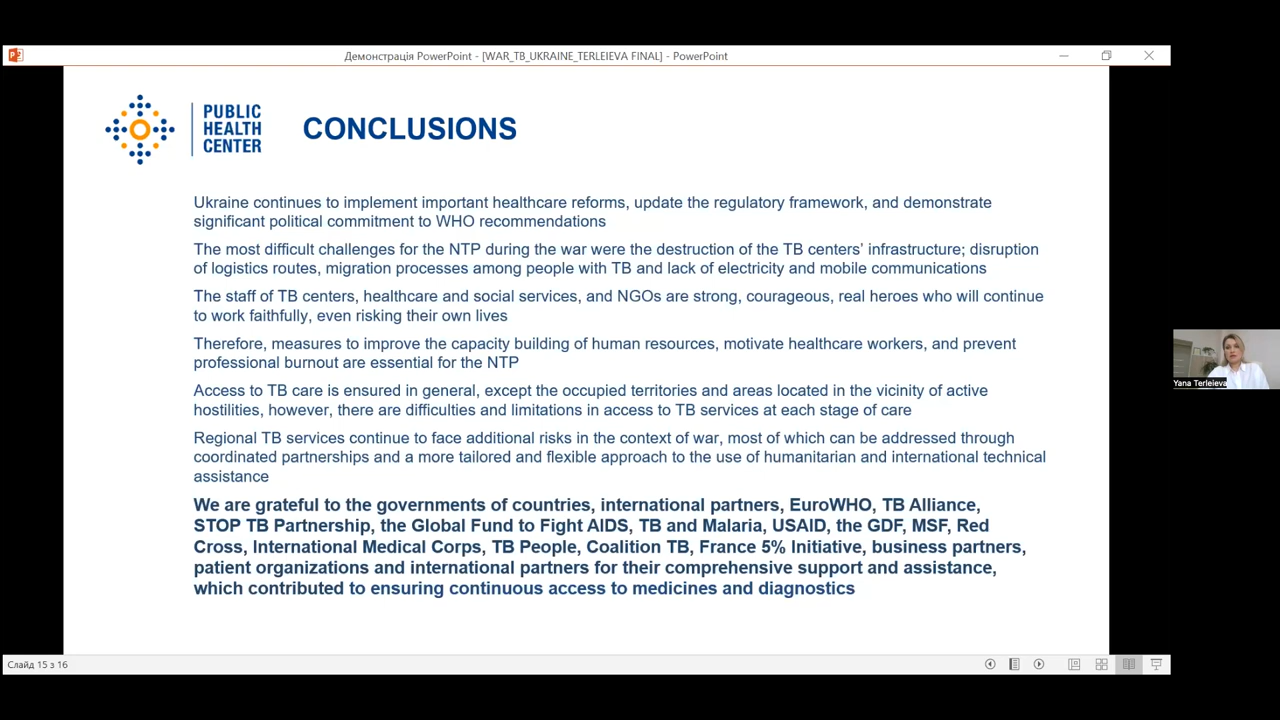 Демонстрація PowerPoint - [WAR_TB_UKRAINE_TERLEIEVA FINAL] - PowerPoint
PUBLIC
HEALTH
CENTER
CONCLUSIONS
Ukraine continues to implement important healthcare reforms, update the regulatory framework, and demonstrate
significant political commitment to WHO recommendations
The most difficult challenges for the NTP during the war were the destruction of the TB centers' infrastructure; disruption
of logistics routes, migration processes among people with TB and lack of electricity and mobile communications
The staff of TB centers, healthcare and social services, and NGOs are strong, courageous, real heroes who will continue
to work faithfully, even risking their own lives
Therefore, measures to improve the capacity building of human resources, motivate healthcare workers, and prevent
professional burnout are essential for the NTP
Access to TB care is ensured in general, except the occupied territories and areas located in the vicinity of active
hostilities, however, there are difficulties and limitations in access to TB services at each stage of care
Regional TB services continue to face additional risks in the context of war, most of which can be addressed through
coordinated partnerships and a more tailored and flexible approach to the use of humanitarian and international technical
assistance
We are grateful to the governments of countries, international partners, EuroWHO, TB Alliance,
STOP TB Partnership, the Global Fund to Fight AIDS, TB and Malaria, USAID, the GDF, MSF, Red
Cross, International Medical Corps, TB People, Coalition TB, France 5% Initiative, business partners,
patient organizations and international partners for their comprehensive support and assistance,
which contributed to ensuring continuous access to medicines and diagnostics
Yana Terleieva
Слайд 15 з 16